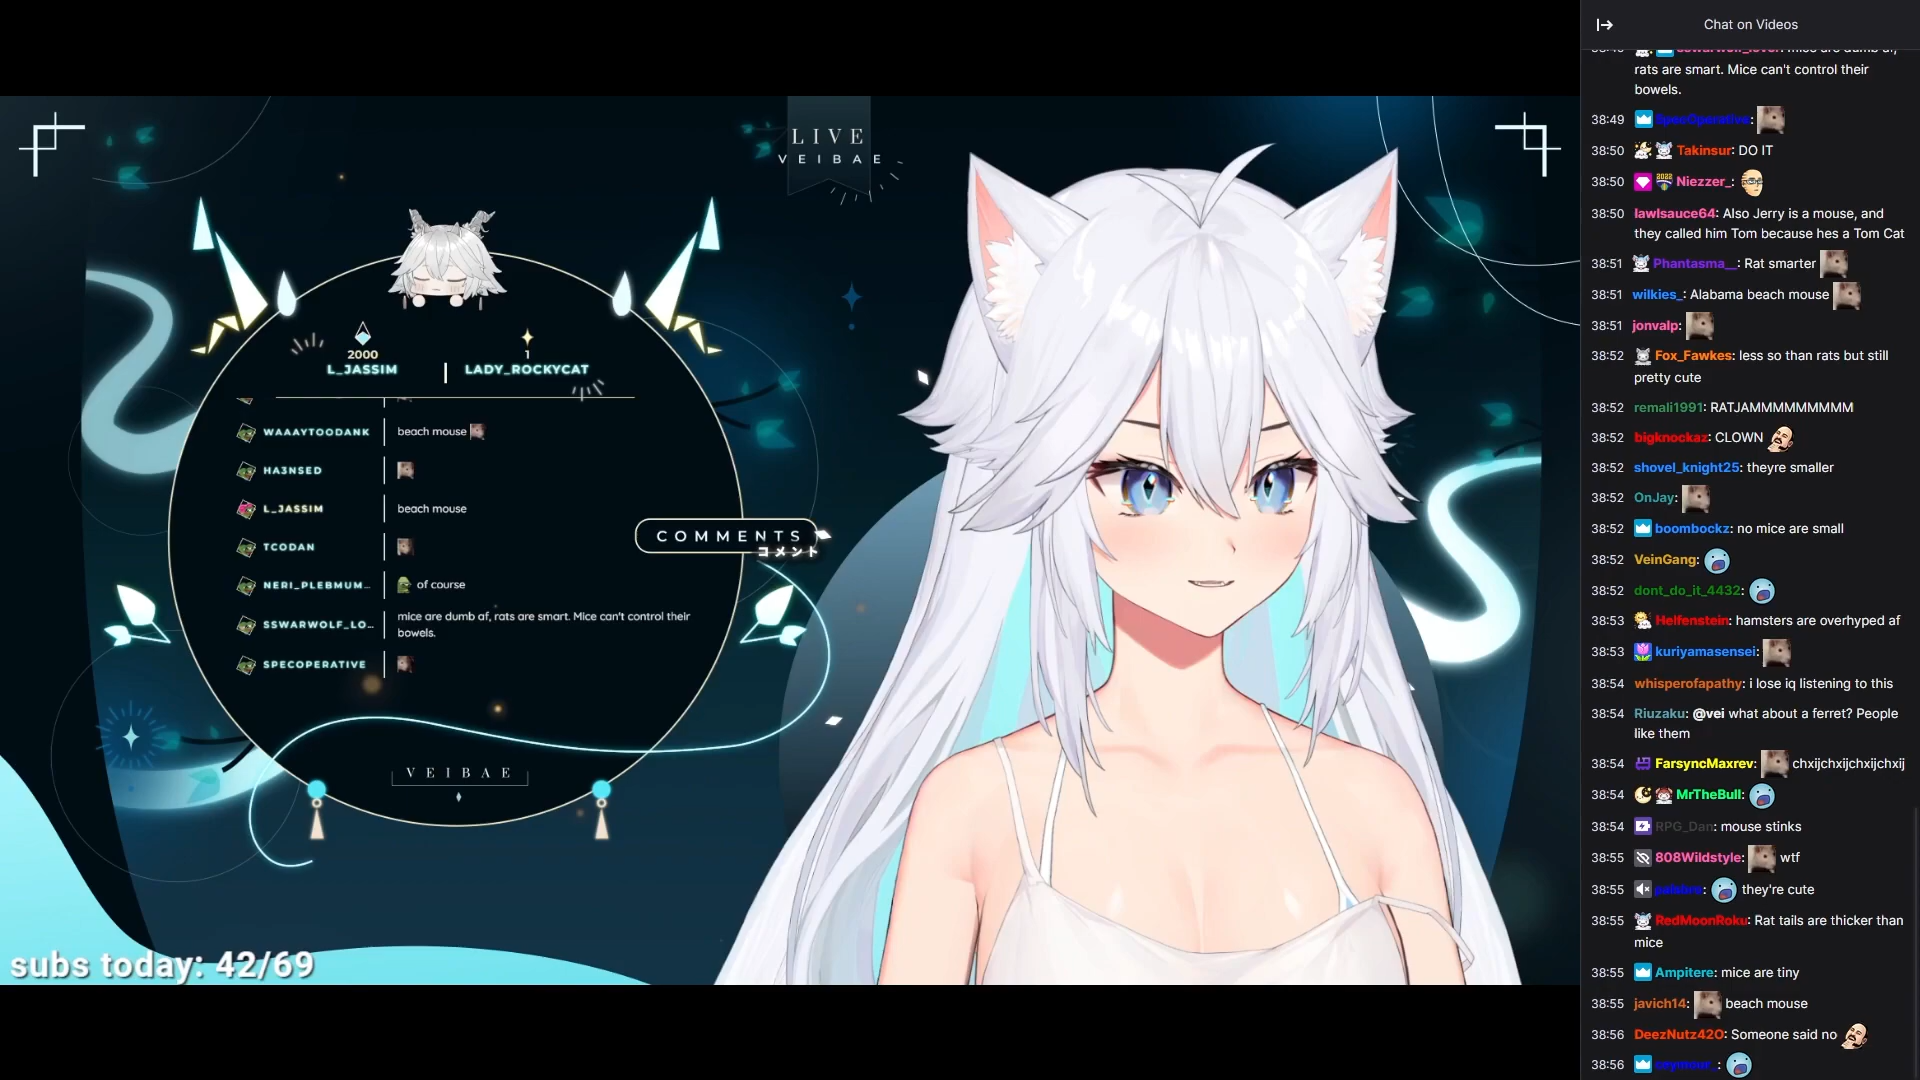 LIVE
VEIBAE
2000
L_JASSIM
1
LADY_ROCKYCAT
WAAAYTOODANK
beach mouse
HA3NSED
L_JASSIM
beach mouse
TCODAN
NERI_PLEBMUM...
of course
SSWARWOLF_LO...
mice are dumb af, rats are smart. Mice can't control their
bowels.
SPECOPERATIVE
COMMENTS
コメント
VEIBAE
subs today: 42/69
Chat on Videos
rats are smart. Mice can't control their
bowels.
38:49 SpecOperative:
38:50 Takinsur: DO IT
38:50 Niezzer_:
38:50 lawlsauce64: Also Jerry is a mouse, and
they called him Tom because hes a Tom Cat
38:51 Phantasma__: Rat smarter
38:51 wilkies_: Alabama beach mouse
38:51 jonvalp:
38:52 Fox_Fawkes: less so than rats but still
pretty cute
38:52 remali1991: RATJAMMMMMMMMM
38:52 bigknockaz: CLOWN
38:52 shovel_knight25: theyre smaller
38:52 OnJay:
38:52 boombockz: no mice are small
38:52 VeinGang:
38:52 dont_do_it_4432:
38:53 Helfenstein: hamsters are overhyped af
38:53 kuriyamasensei:
38:54 whisperofapathy: i lose iq listening to this
38:54 Riuzaku: @vei what about a ferret? People
like them
38:54 FarsyncMaxrev: chxijchxijchxijchxij
38:54 MrTheBull:
38:54 RPG_Dan: mouse stinks
38:55 808Wildstyle: wtf
38:55 they're cute
38:55 RedMoonRoku: Rat tails are thicker than
mice
38:55 Ampitere: mice are tiny
38:55 javich14: beach mouse
38:56 DeezNutz42O: Someone said no
38:56